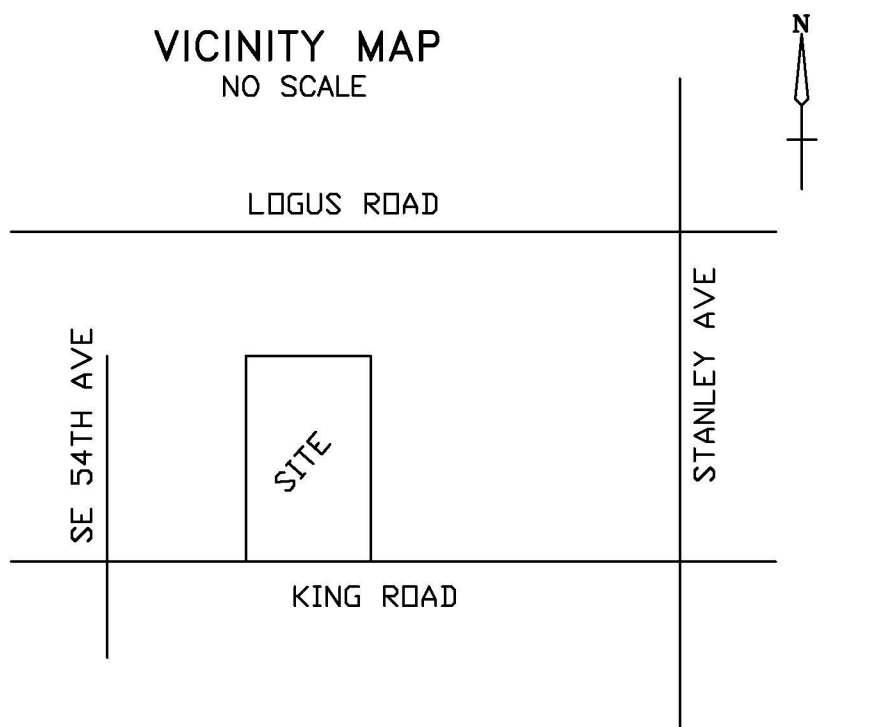 VICINITY MAP
NO SCALE
N
LOGUS ROAD
SE 54TH AVE
SITE
STANLEY AVE
KING ROAD